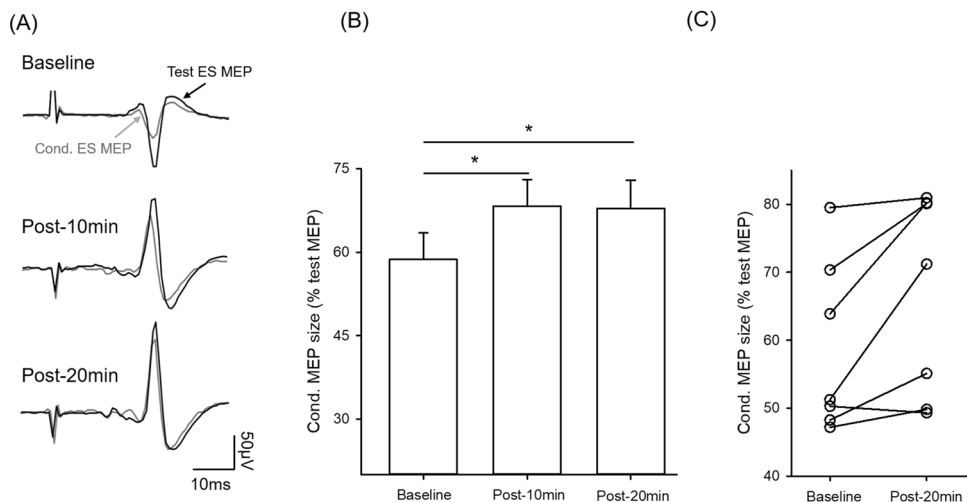 (A)
Baseline
Test ES MEP
Cond. ES MEP
Post-10min
Post-20min
50µV
10ms
(B)
Cond. MEP size (% test MEP)
75
60
45
30
*
*
Baseline
Post-10min
Post-20min
(C)
Cond. MEP size (% test MEP)
80
70
60
50
40
Baseline
Post-20min